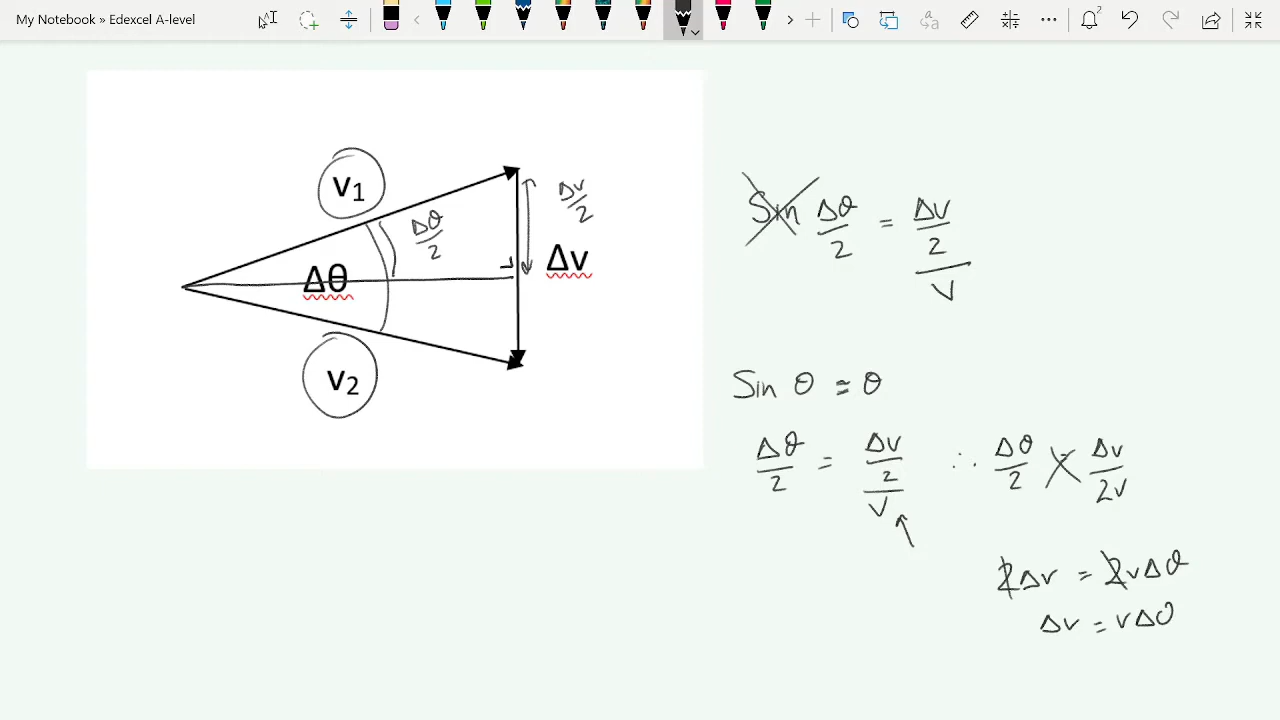 My Notebook » Edexcel A-level
v1
Δθ/2
Δv/2
Δθ
Δv
v2
Sin Δθ/2 = Δv/2/v
Sin θ ≈ θ
Δθ/2 = Δv/2/v ∴ Δθ/2 = Δv/2v
2Δv = 2vΔθ
Δv = vΔθ